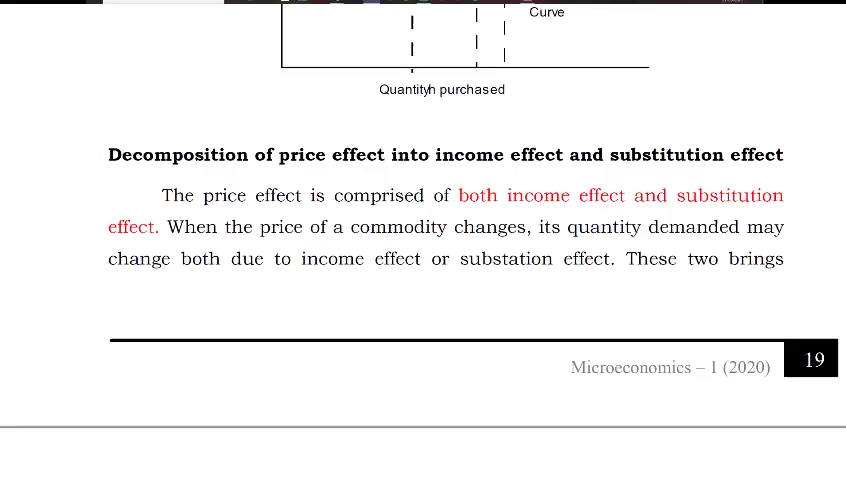 Curve
Quantityh purchased
Decomposition of price effect into income effect and substitution effect
The price effect is comprised of both income effect and substitution
effect. When the price of a commodity changes, its quantity demanded may
change both due to income effect or substation effect. These two brings
Microeconomics – 1 (2020)
19